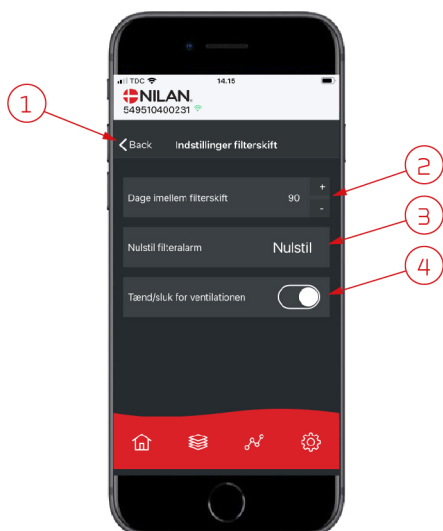 TDC 14.15
NILAN.
549510400231
Back Indstillinger filterskift
1
Dage imellem filterskift 90 + -
2
Nulstil filteralarm Nulstil
3
Tænd/sluk for ventilationen
4